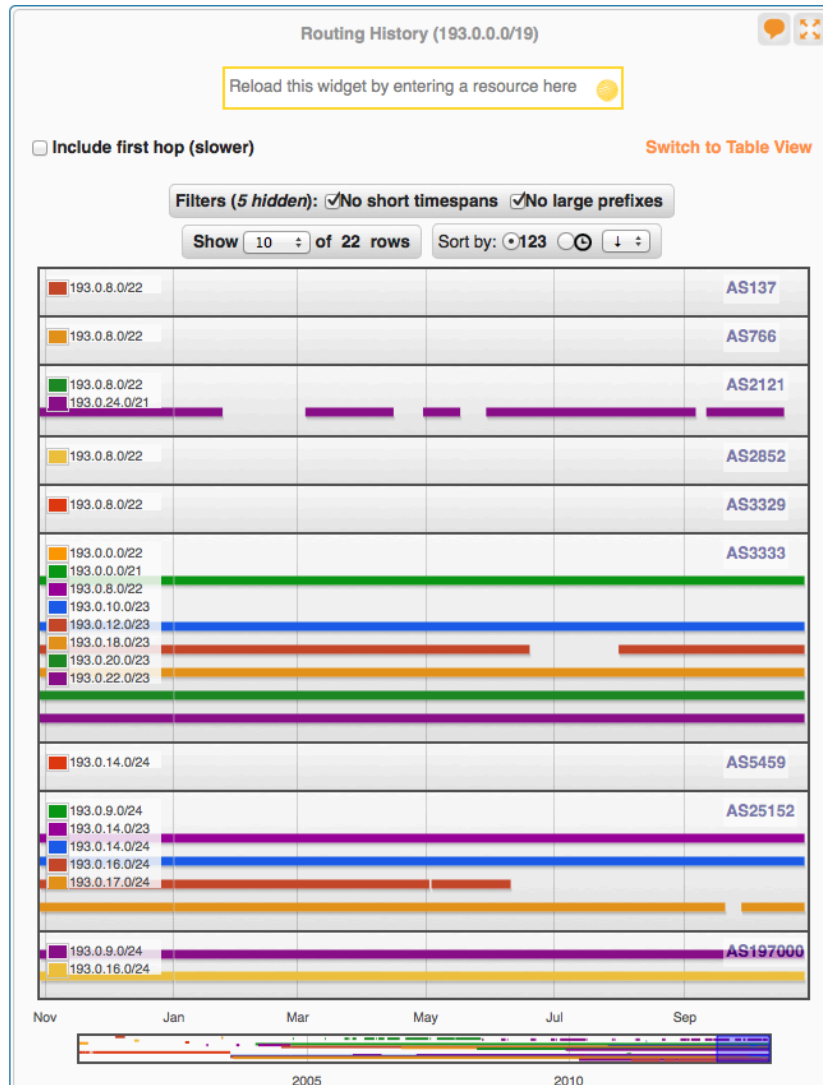 Routing History (193.0.0.0/19)
Reload this widget by entering a resource here
Include first hop (slower)
Switch to Table View
Filters (5 hidden): No short timespans No large prefixes
Show 10 of 22 rows Sort by: 123 ↓
193.0.8.0/22 AS137
193.0.8.0/22 AS766
193.0.8.0/22 AS2121
193.0.24.0/21
193.0.8.0/22 AS2852
193.0.8.0/22 AS3329
193.0.0.0/22 AS3333
193.0.0.0/21
193.0.8.0/22
193.0.10.0/23
193.0.12.0/23
193.0.18.0/23
193.0.20.0/23
193.0.22.0/23
193.0.14.0/24 AS5459
193.0.9.0/24 AS25152
193.0.14.0/23
193.0.14.0/24
193.0.16.0/24
193.0.17.0/24
193.0.9.0/24 AS197000
193.0.16.0/24
Nov Jan Mar May Jul Sep
2005 2010